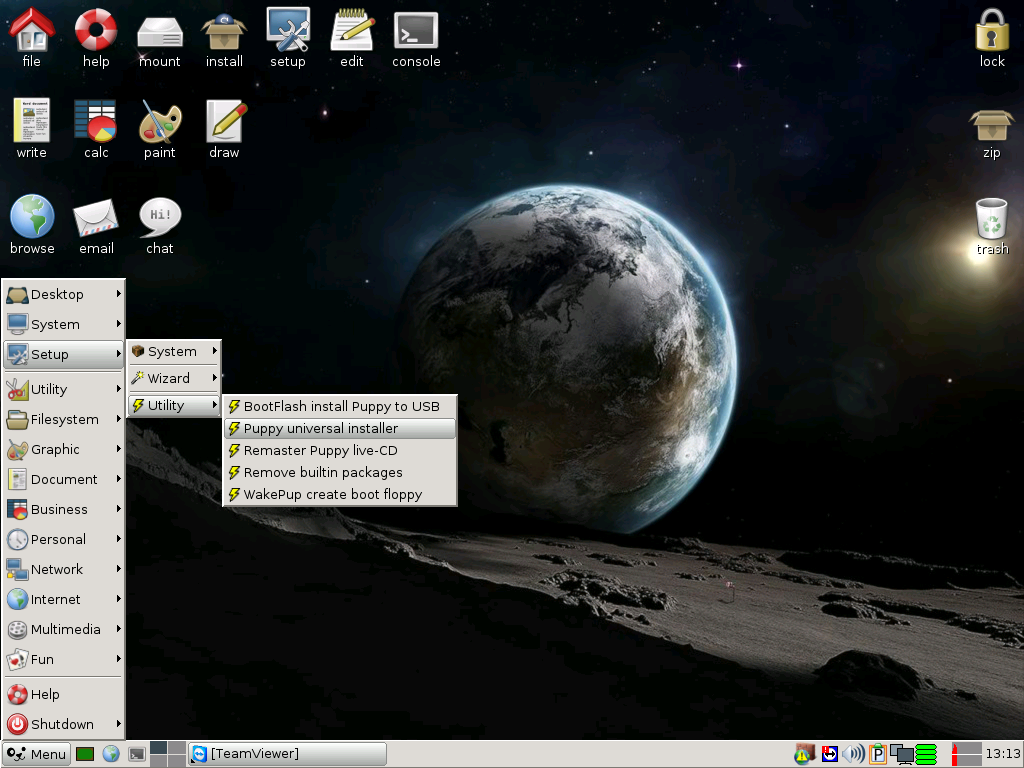 file help mount install setup edit console lock
write calc paint draw zip
browse email chat trash
Hi!
Desktop
System
Setup
Utility
Filesystem
Graphic
Document
Business
Personal
Network
Internet
Multimedia
Fun
Help
Shutdown
System
Wizard
Utility
BootFlash install Puppy to USB
Puppy universal installer
Remaster Puppy live-CD
Remove builtin packages
WakePup create boot floppy
Menu [TeamViewer] P 13:13